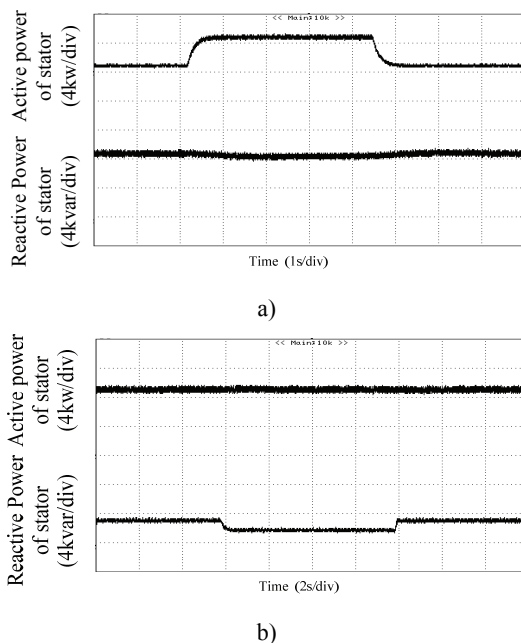 a)
<< Main:10k >>
Active power
of stator
(4kw/div)
Reactive Power
of stator
(4kvar/div)
Time (1s/div)
a)
<< Main:10k >>
Active power
of stator
(4kw/div)
Reactive Power
of stator
(4kvar/div)
Time (2s/div)
b)